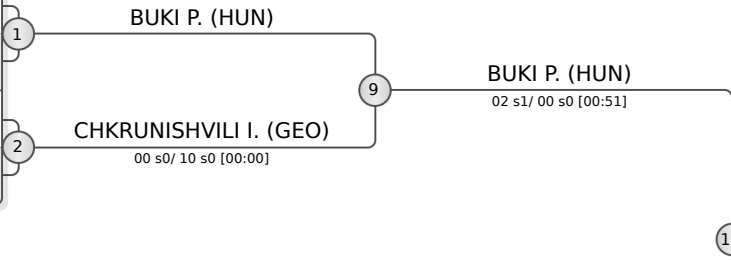 BUKI P. (HUN)
1
9
BUKI P. (HUN)
02 s1/ 00 s0 [00:51]
CHKRUNISHVILI I. (GEO)
2
00 s0/ 10 s0 [00:00]